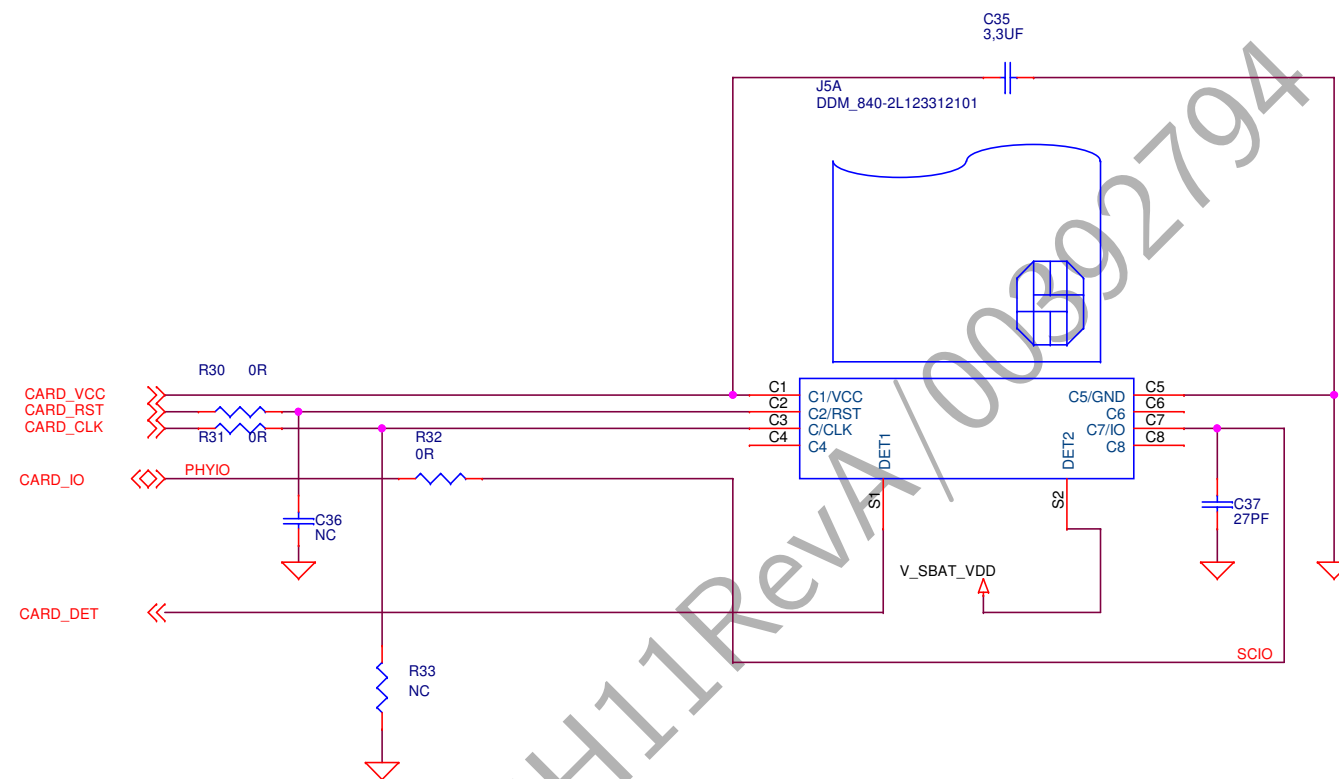 C35
3,3UF
J5A
DDM_840-2L123312101
R30 0R
CARD_VCC
CARD_RST
CARD_CLK
R31 0R
R32
0R
CARD_IO
PHYIO
C1
C2
C3
C4
C1/VCC
C2/RST
C/CLK
C4
DET1
DET2
C5/GND
C6
C7/IO
C8
C5
C6
C7
C8
S1
S2
C36
NC
C37
27PF
V_SBAT_VDD
CARD_DET
SCIO
R33
NC
H11RevA/00392794